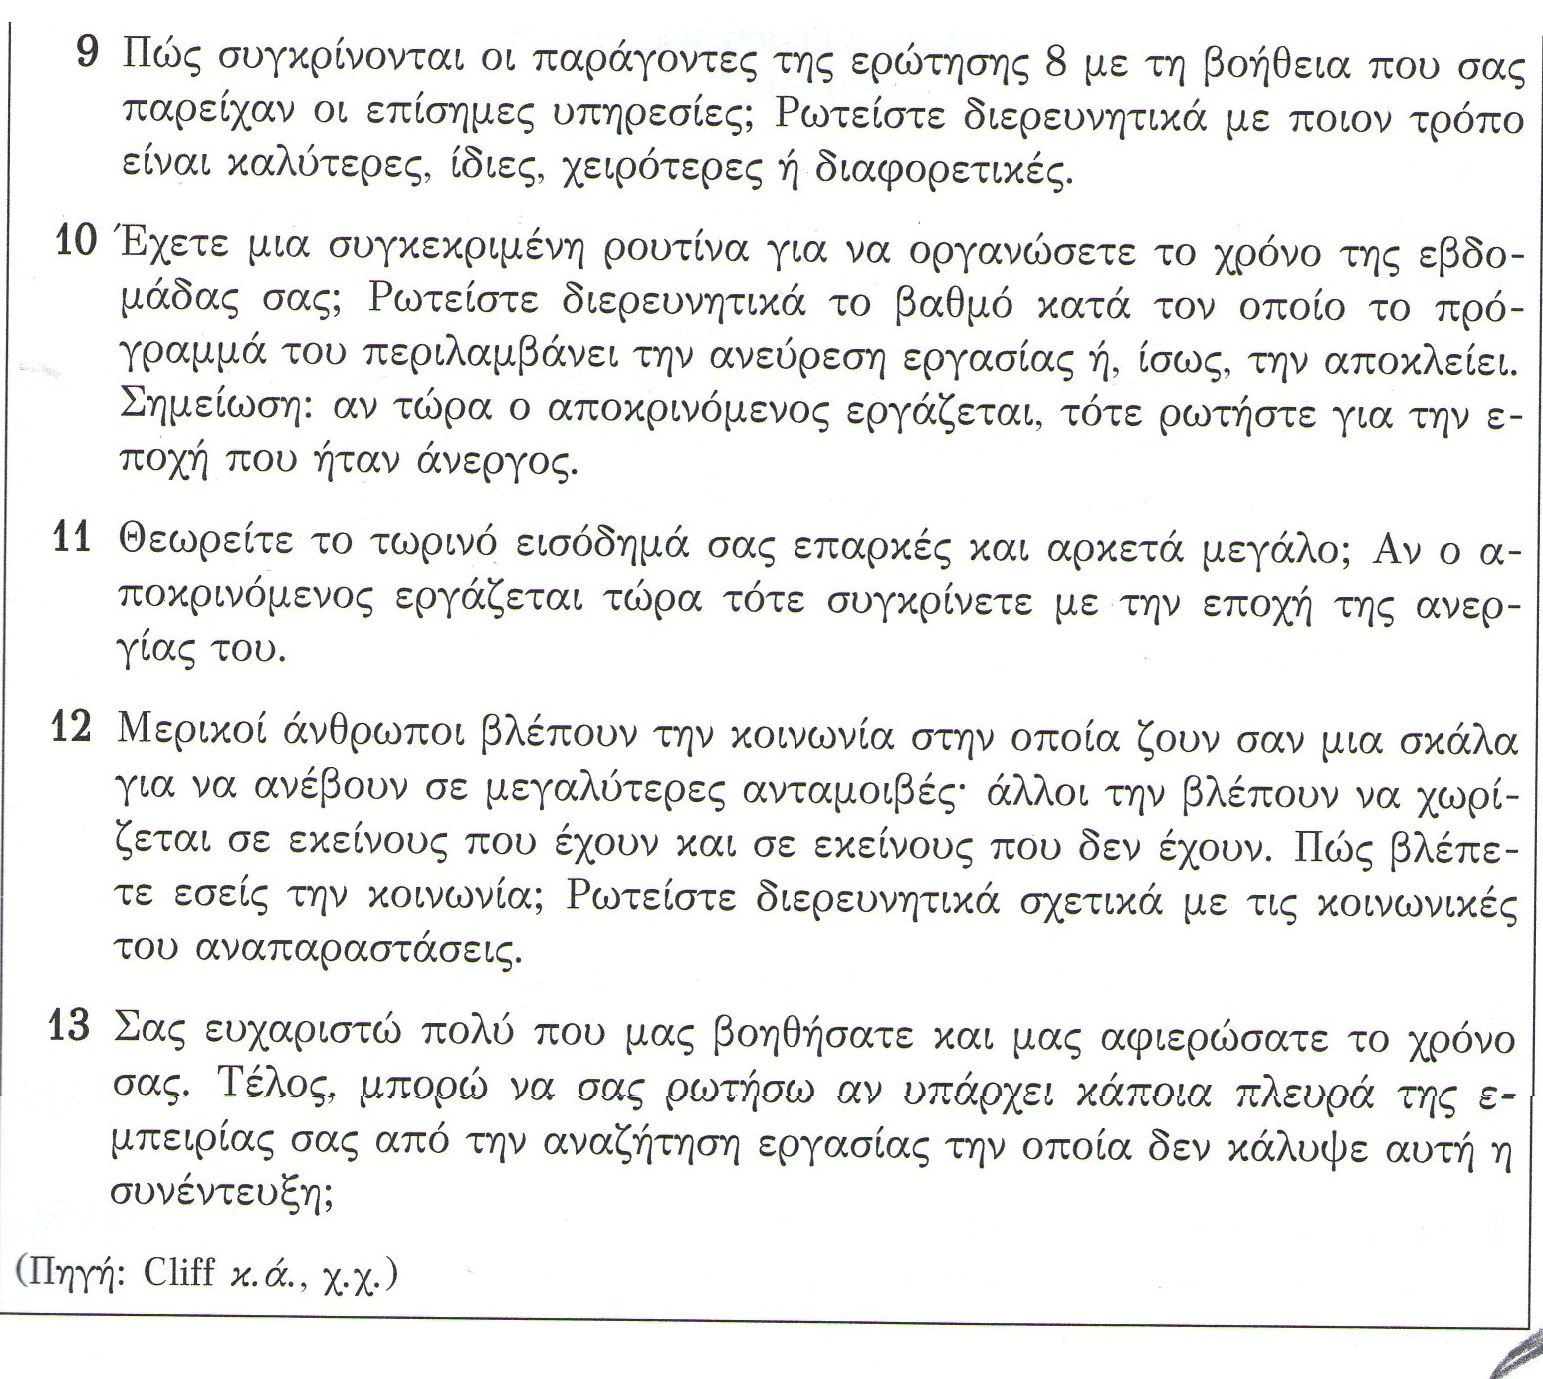 9 Πώς συγκρίνονται οι παράγοντες της ερώτησης 8 με τη βοήθεια που σας
παρείχαν οι επίσημες υπηρεσίες; Ρωτείστε διερευνητικά με ποιον τρόπο
είναι καλύτερες, ίδιες, χειρότερες ή διαφορετικές.
10 Έχετε μια συγκεκριμένη ρουτίνα για να οργανώσετε το χρόνο της εβδο-
μάδας σας; Ρωτείστε διερευνητικά το βαθμό κατά τον οποίο το πρό-
γραμμά του περιλαμβάνει την ανεύρεση εργασίας ή, ίσως, την αποκλείει.
Σημείωση: αν τώρα ο αποκρινόμενος εργάζεται, τότε ρωτήστε για την ε-
ποχή που ήταν άνεργος.
11 Θεωρείτε το τωρινό εισόδημά σας επαρκές και αρκετά μεγάλο; Αν ο α-
ποκρινόμενος εργάζεται τώρα τότε συγκρίνετε με την εποχή της ανερ-
γίας του.
12 Μερικοί άνθρωποι βλέπουν την κοινωνία στην οποία ζουν σαν μια σκάλα
για να ανέβουν σε μεγαλύτερες ανταμοιβές· άλλοι την βλέπουν να χωρί-
ζεται σε εκείνους που έχουν και σε εκείνους που δεν έχουν. Πώς βλέπε-
τε εσείς την κοινωνία; Ρωτείστε διερευνητικά σχετικά με τις κοινωνικές
του αναπαραστάσεις.
13 Σας ευχαριστώ πολύ που μας βοηθήσατε και μας αφιερώσατε το χρόνο
σας. Τέλος, μπορώ να σας ρωτήσω αν υπάρχει κάποια πλευρά της ε-
μπειρίας σας από την αναζήτηση εργασίας την οποία δεν κάλυψε αυτή η
συνέντευξη;
(Πηγή: Cliff κ.ά., χ.χ.)